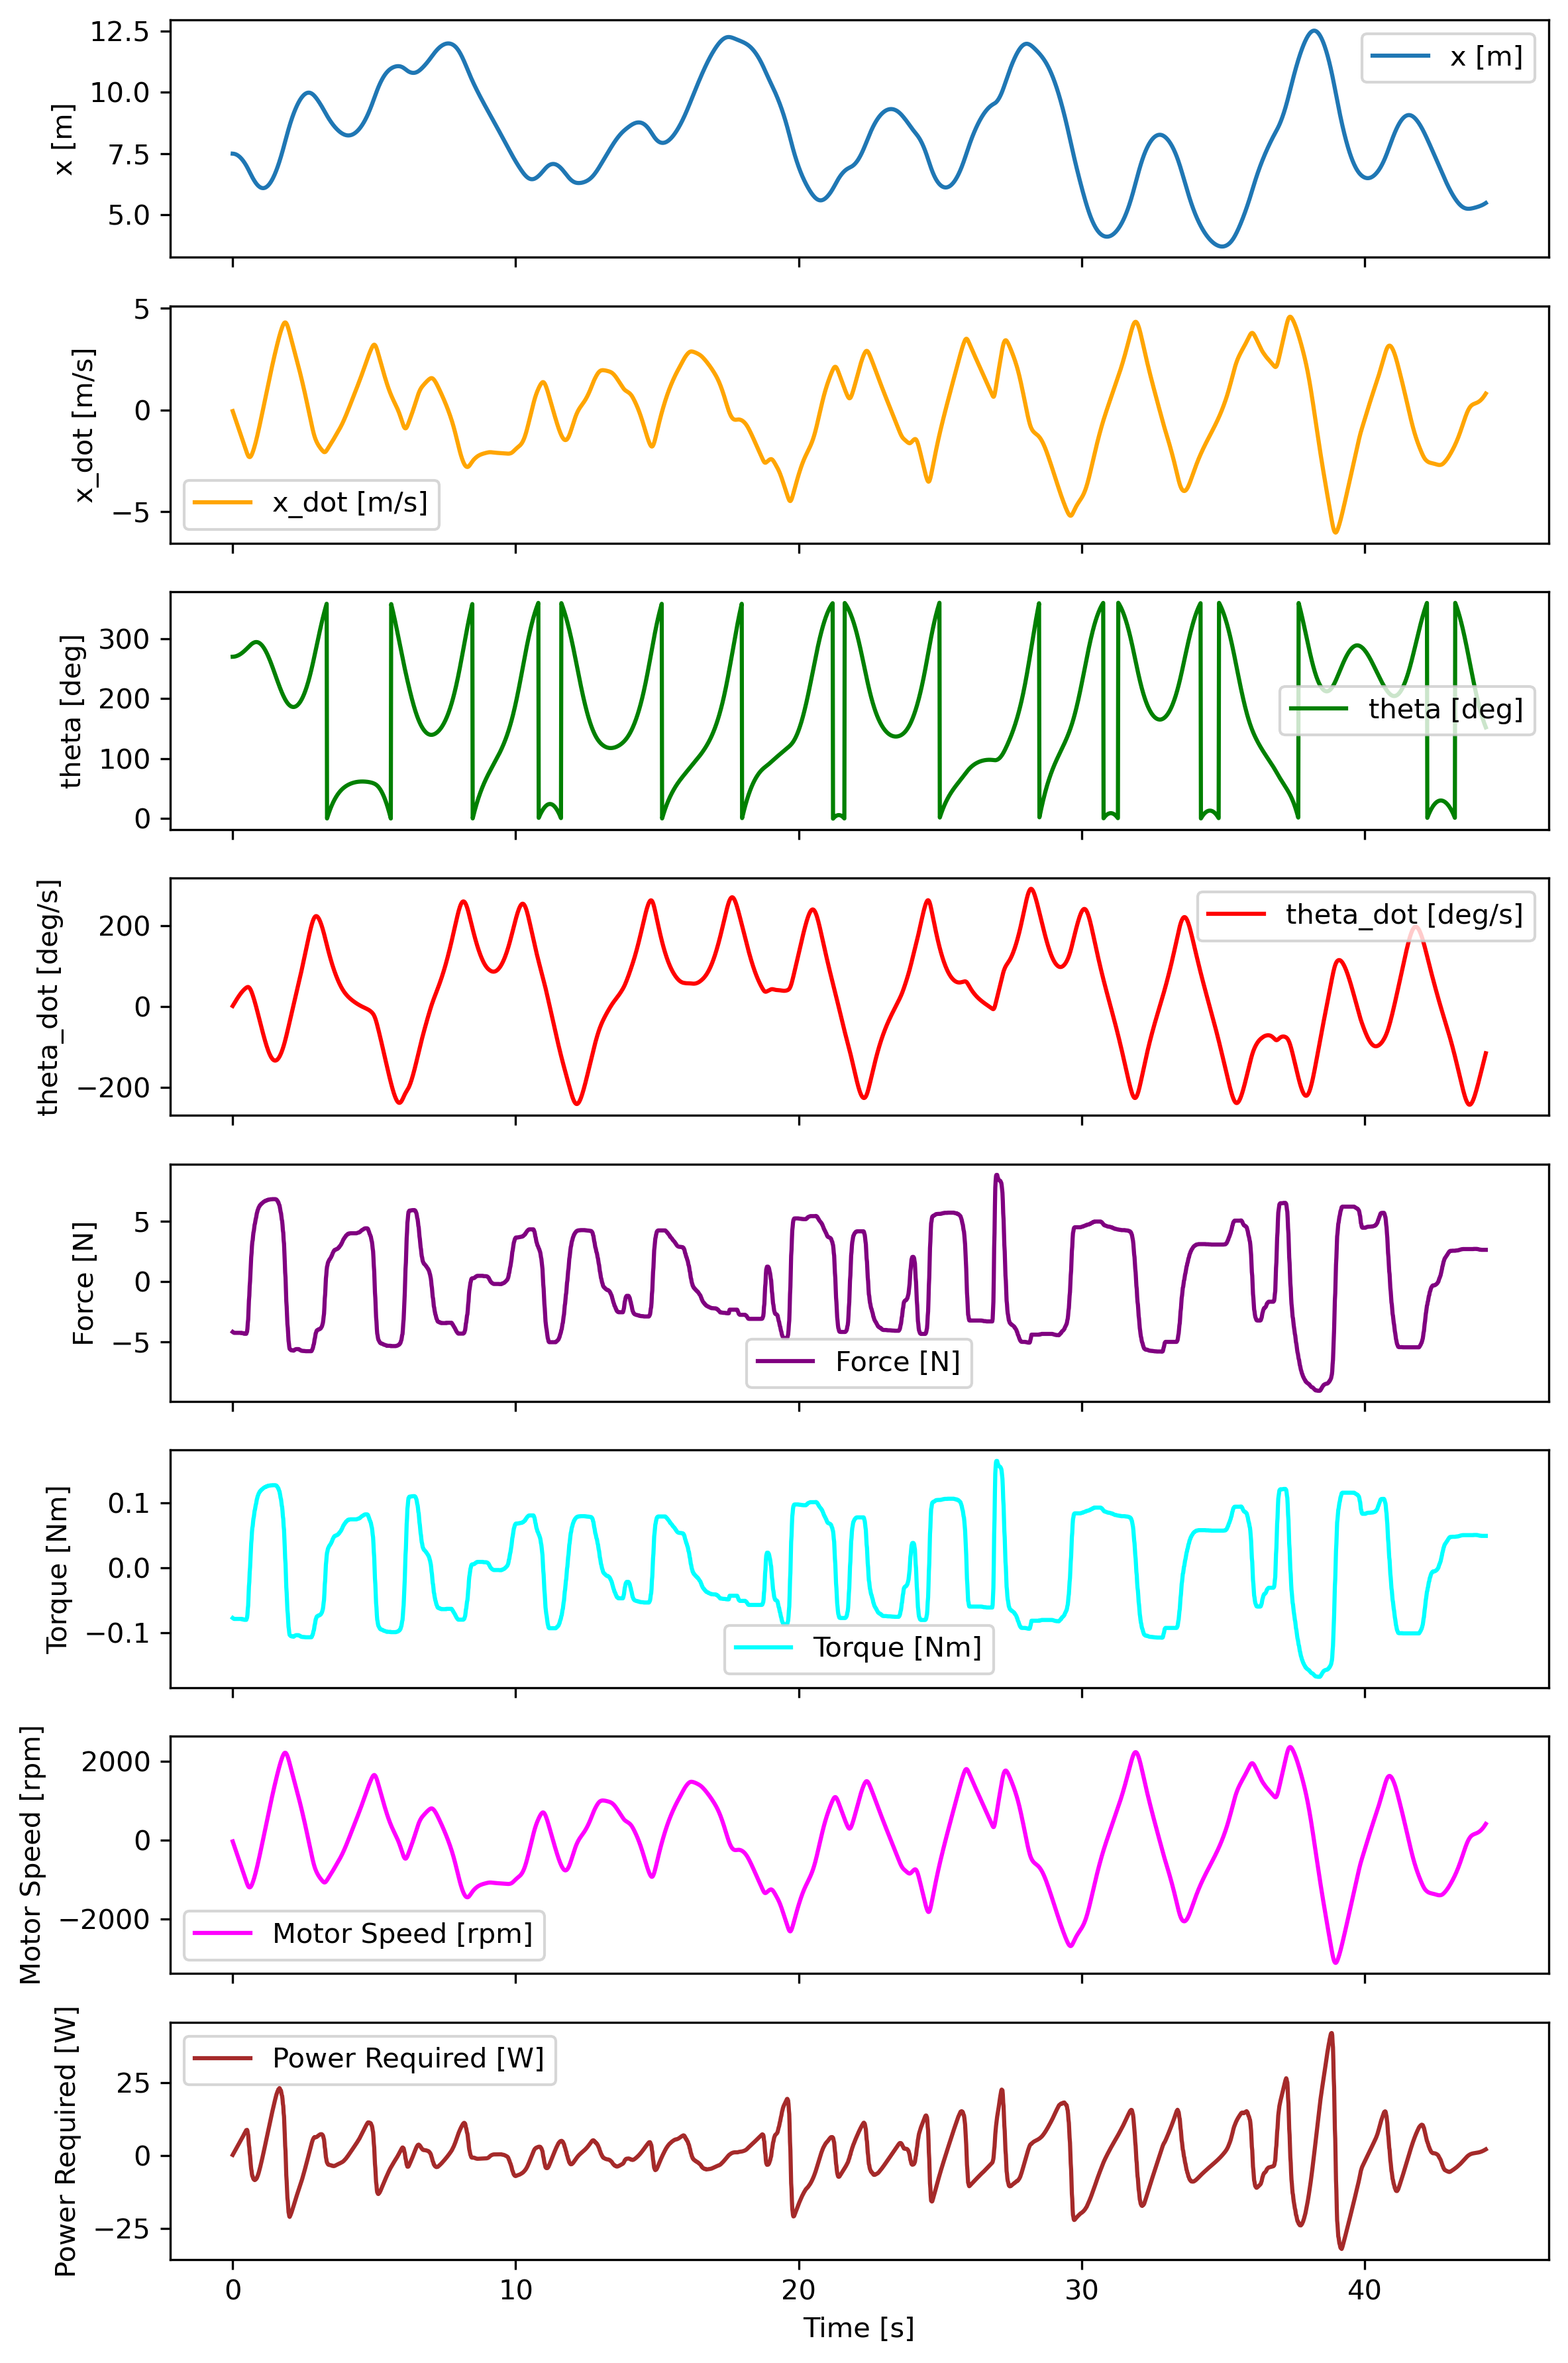 x [m]
12.5
10.0
7.5
5.0
x [m]
x_dot [m/s]
5
0
−5
x_dot [m/s]
theta [deg]
300
200
100
0
theta [deg]
theta_dot [deg/s]
200
0
−200
theta_dot [deg/s]
Force [N]
5
0
−5
Force [N]
Torque [Nm]
0.1
0.0
−0.1
Torque [Nm]
Motor Speed [rpm]
2000
0
−2000
Motor Speed [rpm]
Power Required [W]
25
0
−25
Power Required [W]
0 10 20 30 40
Time [s]